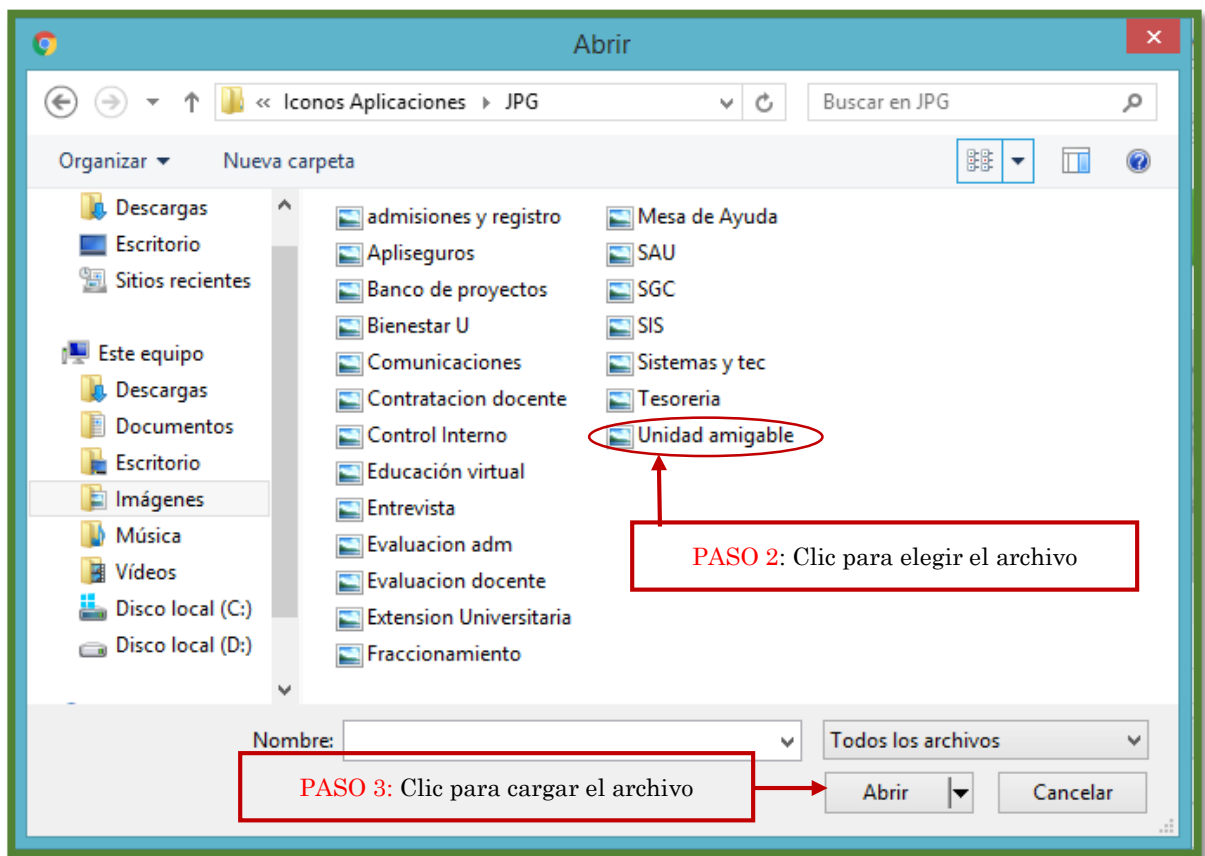 Abrir
« Iconos Aplicaciones JPG
Buscar en JPG
Organizar
Nueva carpeta
Descargas
Escritorio
Sitios recientes
Este equipo
Descargas
Documentos
Escritorio
Imágenes
Música
Vídeos
Disco local (C:)
Disco local (D:)
admisiones y registro
Apliseguros
Banco de proyectos
Bienestar U
Comunicaciones
Contratacion docente
Control Interno
Educación virtual
Entrevista
Evaluacion adm
Evaluacion docente
Extension Universitaria
Fraccionamiento
Mesa de Ayuda
SAU
SGC
SIS
Sistemas y tec
Tesoreria
Unidad amigable
PASO 2: Clic para elegir el archivo
Nombre:
Todos los archivos
PASO 3: Clic para cargar el archivo
Abrir
Cancelar